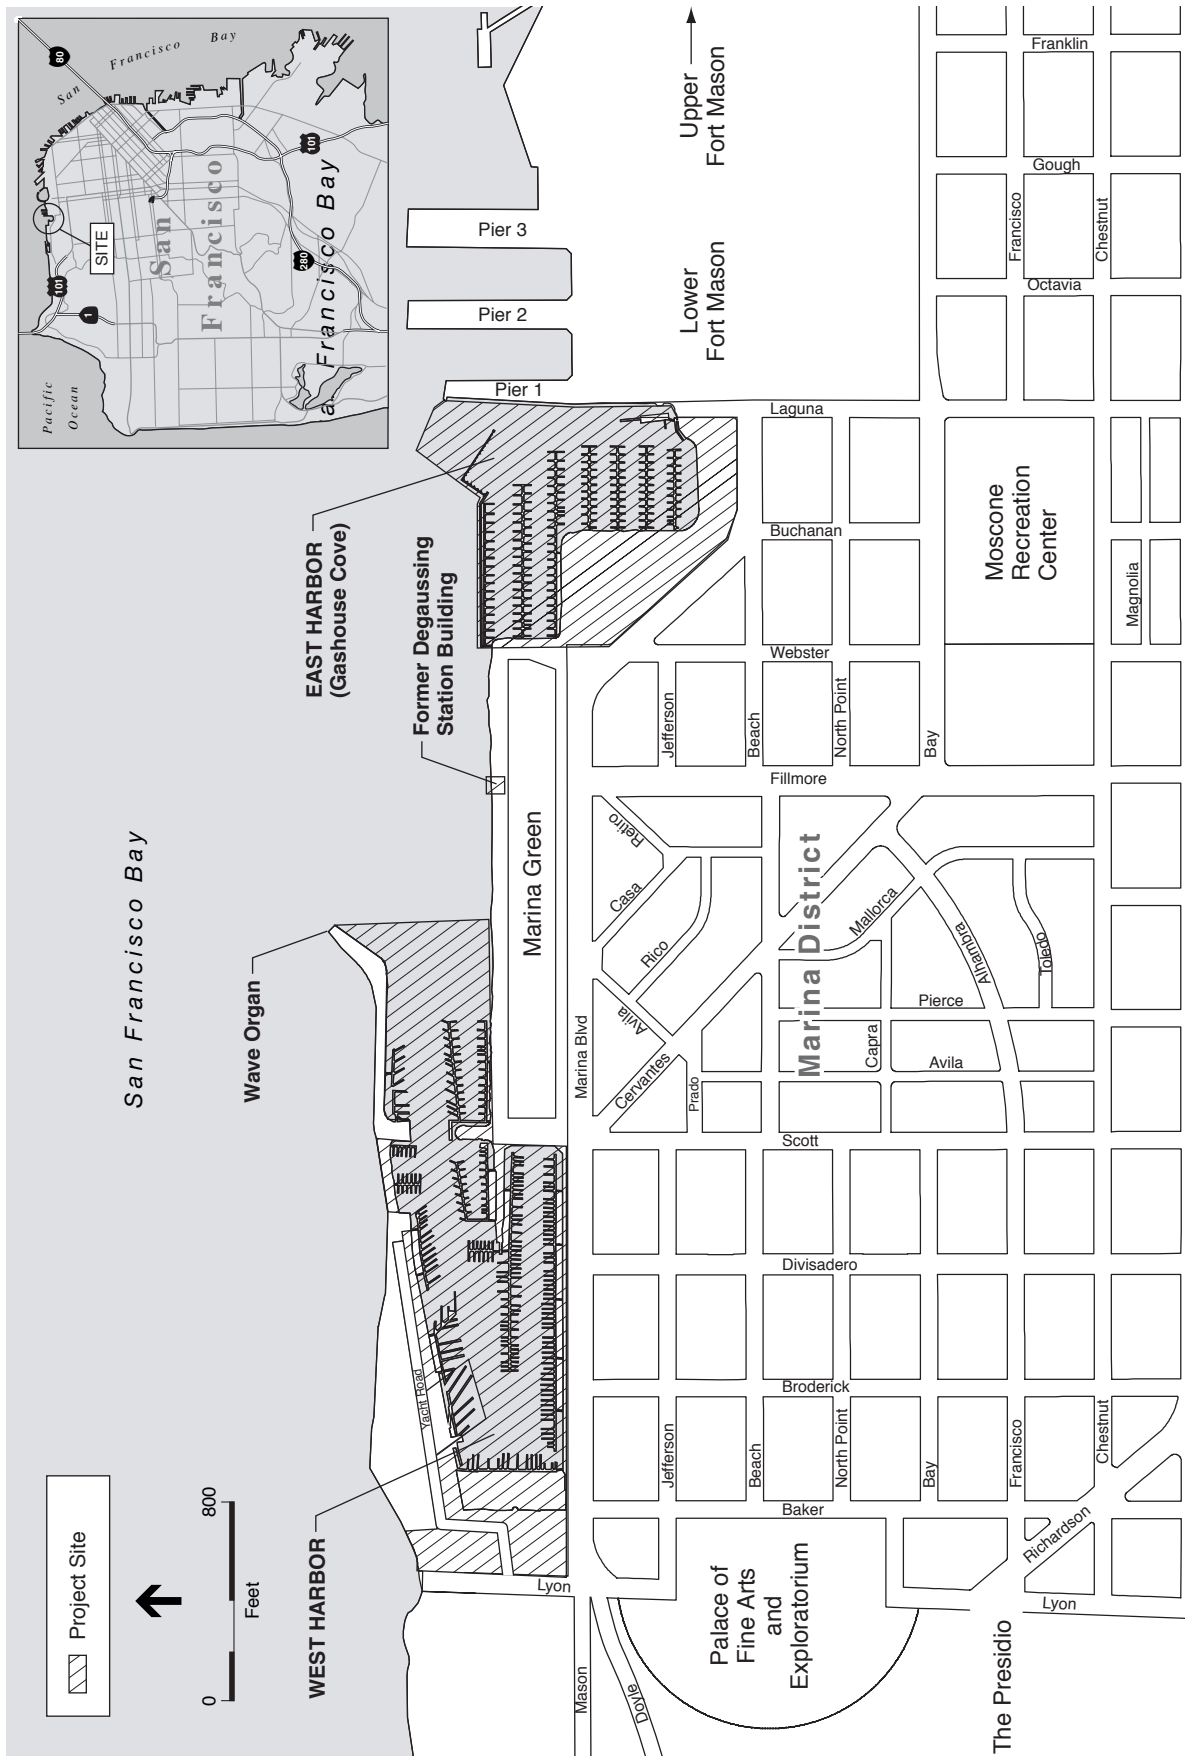 Project Site
0
800
Feet
San Francisco Bay
Wave Organ
WEST HARBOR
EAST HARBOR
(Gashouse Cove)
Former Degaussing
Station Building
Yacht Road
Marina Green
Pier 1
Pier 2
Pier 3
Lower
Fort Mason
Upper
Fort Mason
Mason
Doyle
Lyon
Marina Blvd
Palace of
Fine Arts
and
Exploratorium
The Presidio
Lyon
Richardson
Baker
Broderick
Divisadero
Scott
Fillmore
Webster
Buchanan
Laguna
Octavia
Gough
Franklin
Jefferson
Beach
North Point
Bay
Francisco
Chestnut
Cervantes
Prado
Avila
Rico
Casa
Retiro
Marina District
Mallorca
Alhambra
Toledo
Pierce
Capra
Avila
Jefferson
Beach
North Point
Bay
Moscone
Recreation
Center
Magnolia
Francisco
Chestnut
Pacific
Ocean
San
Francisco
Bay
SITE
San
Francisco
Francisco Bay
80
101
1
101
280